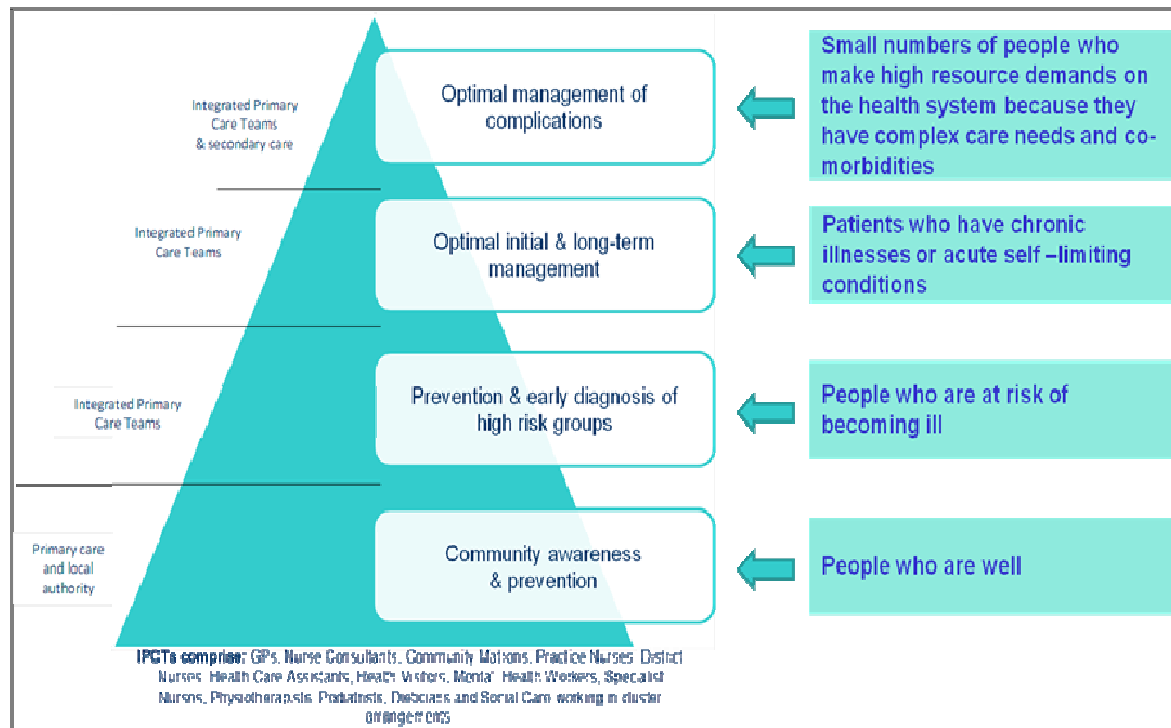 Integrated Primary
Care Teams
& secondary care
Optimal management of
complications
Small numbers of people who
make high resource demands on
the health system because they
have complex care needs and co-
morbidities
Integrated Primary
Care Teams
Optimal initial & long-term
management
Patients who have chronic
illnesses or acute self –limiting
conditions
Integrated Primary
Care Teams
Prevention & early diagnosis of
high risk groups
People who are at risk of
becoming ill
Primary care
and local
authority
Community awareness
& prevention
People who are well
IPCTs comprise: GPs, Nurse Consultants, Community Matrons, Practice Nurses, District
Nurses, Health Care Assistants, Health Visitors, Mental Health Workers, Specialist
Nurses, Physiotherapists, Podiatrists, Dieticians and Social Care working in cluster
arrangements